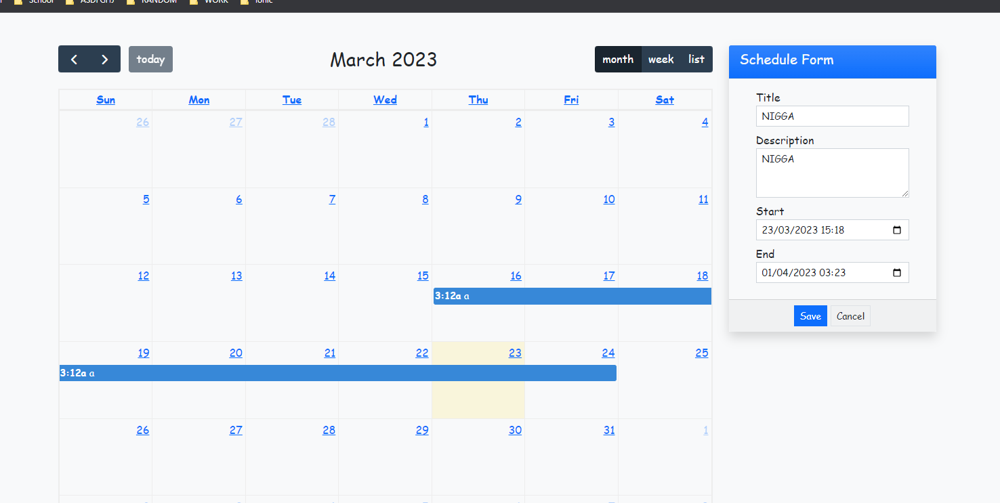 School
ASDFGHJ
RANDOM
WORK
Ionic
today
March 2023
month week list
Sun Mon Tue Wed Thu Fri Sat
26 27 28 1 2 3 4
5 6 7 8 9 10 11
12 13 14 15 16 17 18
3:12a a
19 20 21 22 23 24 25
3:12a a
26 27 28 29 30 31 1
Schedule Form
Title
NIGGA
Description
NIGGA
Start
23/03/2023 15:18
End
01/04/2023 03:23
Save Cancel